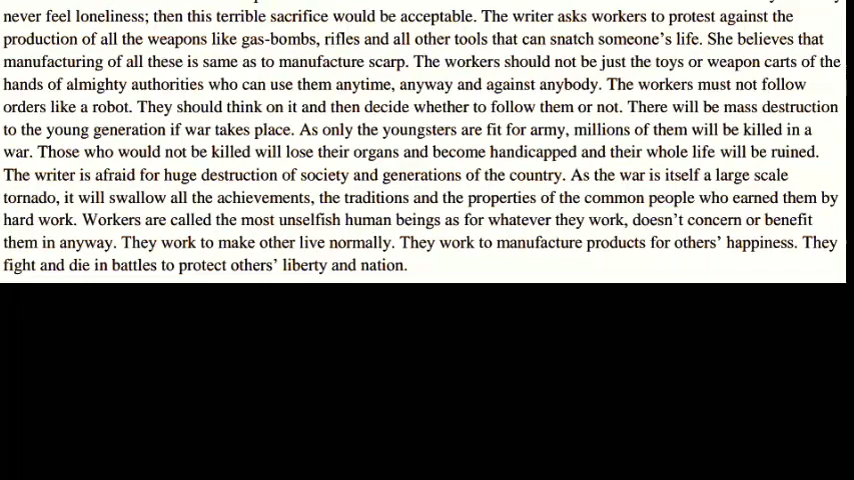 never feel loneliness; then this terrible sacrifice would be acceptable. The writer asks workers to protest against the
production of all the weapons like gas-bombs, rifles and all other tools that can snatch someone's life. She believes that
manufacturing of all these is same as to manufacture scarp. The workers should not be just the toys or weapon carts of the
hands of almighty authorities who can use them anytime, anyway and against anybody. The workers must not follow
orders like a robot. They should think on it and then decide whether to follow them or not. There will be mass destruction
to the young generation if war takes place. As only the youngsters are fit for army, millions of them will be killed in a
war. Those who would not be killed will lose their organs and become handicapped and their whole life will be ruined.
The writer is afraid for huge destruction of society and generations of the country. As the war is itself a large scale
tornado, it will swallow all the achievements, the traditions and the properties of the common people who earned them by
hard work. Workers are called the most unselfish human beings as for whatever they work, doesn't concern or benefit
them in anyway. They work to make other live normally. They work to manufacture products for others' happiness. They
fight and die in battles to protect others' liberty and nation.